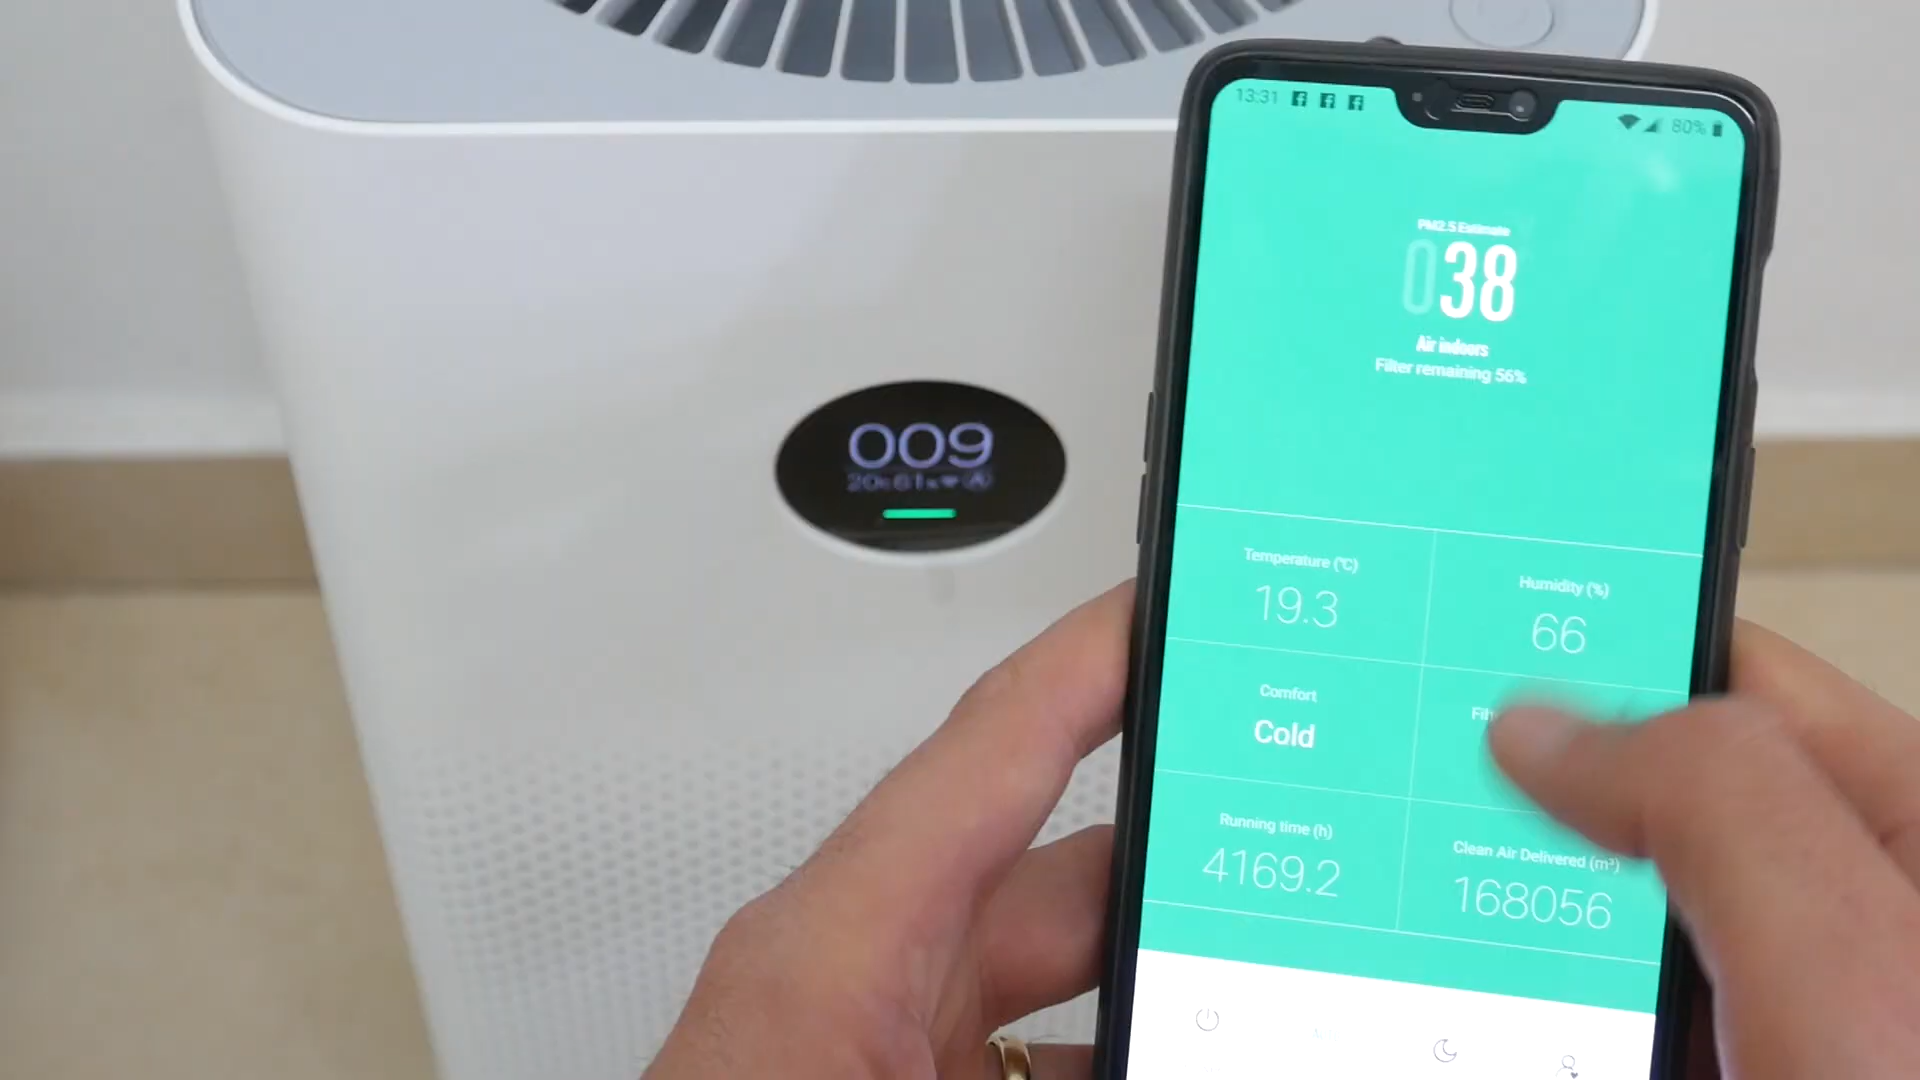 009
13:31
80%
PM2.5 Estimate
038
Air indoors
Filter remaining 56%
Temperature (°C)
19.3
Humidity (%)
66
Comfort
Cold
Running time (h)
4169.2
Clean Air Delivered (m³)
168056